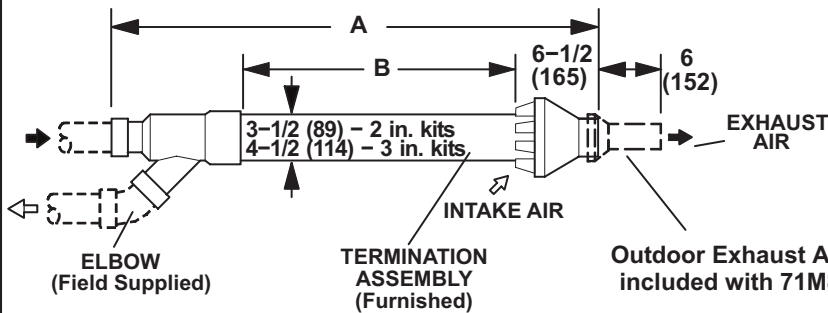 A
B
6−1/2
(165)
6
(152)
3−1/2 (89) − 2 in. kits
4−1/2 (114) − 3 in. kits
EXHAUST
AIR
INTAKE AIR
ELBOW
(Field Supplied)
TERMINATION
ASSEMBLY
(Furnished)
Outdoor Exhaust
included with